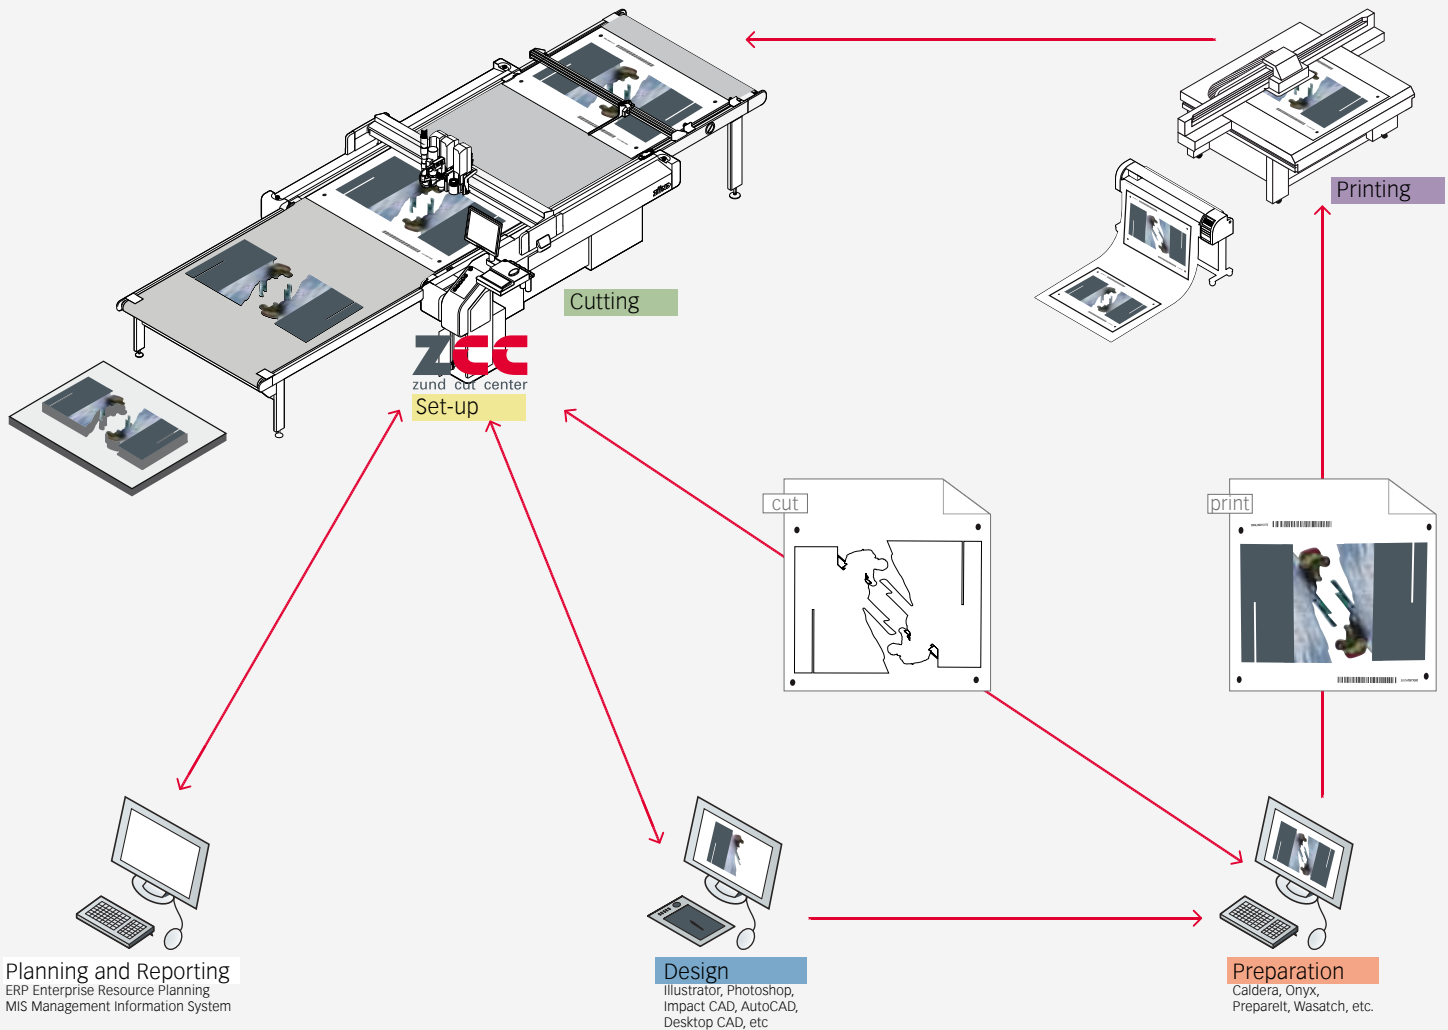 Printing
Cutting
zcc
zund cut center
Set-up
cut
print
Planning and Reporting
ERP Enterprise Resource Planning
MIS Management Information System
Design
Illustrator, Photoshop,
Impact CAD, AutoCAD,
Desktop CAD, etc
Preparation
Caldera, Onyx,
PrepareIt, Wasatch, etc.